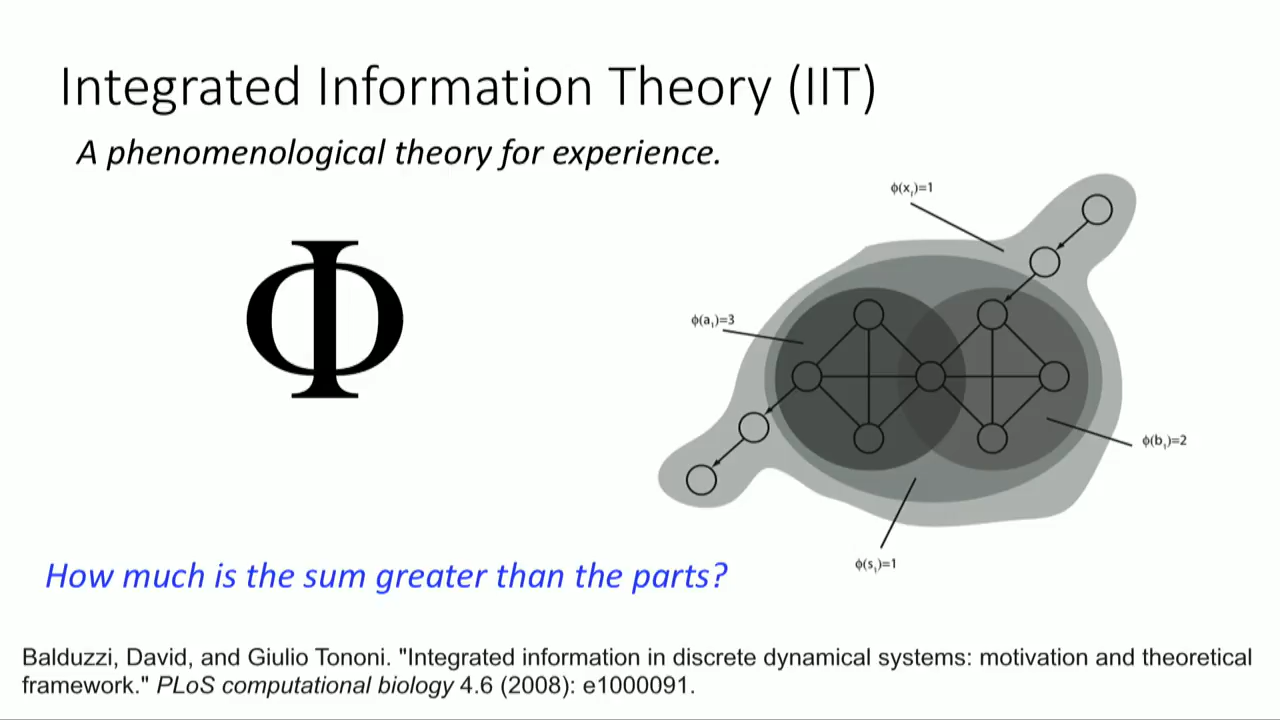 Integrated Information Theory (IIT)
A phenomenological theory for experience.
Φ
ϕ(x₁)=1
ϕ(a₁)=3
ϕ(b₁)=2
ϕ(s₁)=1
How much is the sum greater than the parts?
Balduzzi, David, and Giulio Tononi. "Integrated information in discrete dynamical systems: motivation and theoretical
framework." PLoS computational biology 4.6 (2008): e1000091.